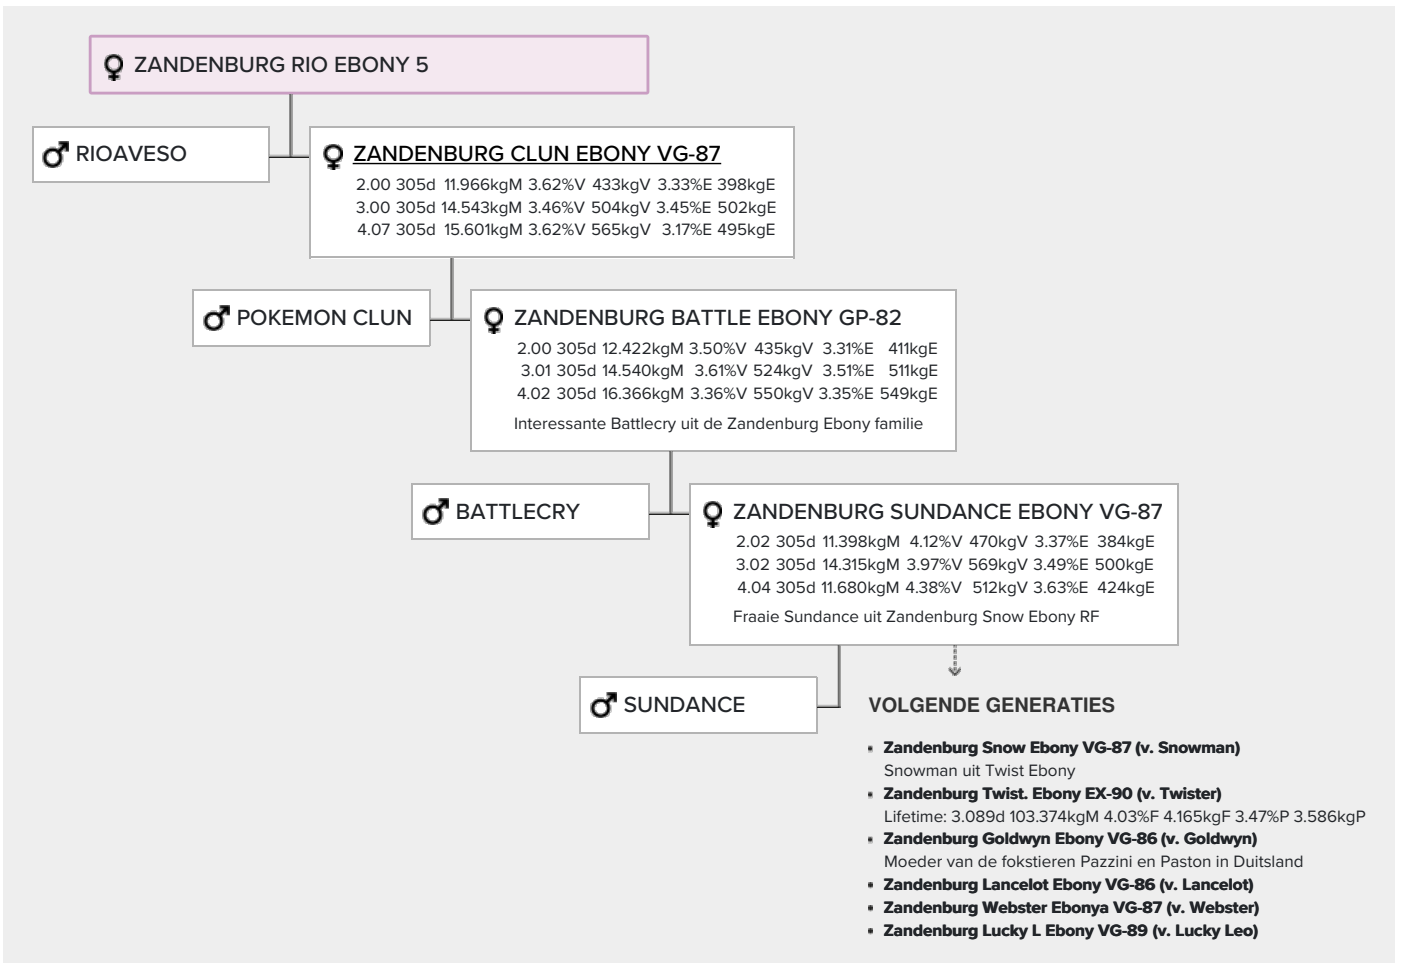 ZANDENBURG RIO EBONY 5
RIOAVESO
ZANDENBURG CLUN EBONY VG-87
2.00 305d 11.966kgM 3.62%V 433kgV 3.33%E 398kgE
3.00 305d 14.543kgM 3.46%V 504kgV 3.45%E 502kgE
4.07 305d 15.601kgM 3.62%V 565kgV 3.17%E 495kgE
POKEMON CLUN
ZANDENBURG BATTLE EBONY GP-82
2.00 305d 12.422kgM 3.50%V 435kgV 3.31%E 411kgE
3.01 305d 14.540kgM 3.61%V 524kgV 3.51%E 511kgE
4.02 305d 16.366kgM 3.36%V 550kgV 3.35%E 549kgE
Interessante Battlecry uit de Zandenburg Ebony familie
BATTLECRY
ZANDENBURG SUNDANCE EBONY VG-87
2.02 305d 11.398kgM 4.12%V 470kgV 3.37%E 384kgE
3.02 305d 14.315kgM 3.97%V 569kgV 3.49%E 500kgE
4.04 305d 11.680kgM 4.38%V 512kgV 3.63%E 424kgE
Fraaie Sundance uit Zandenburg Snow Ebony RF
SUNDANCE
VOLGENDE GENERATIES
Zandenburg Snow Ebony VG-87 (v. Snowman)
Snowman uit Twist Ebony
Zandenburg Twist. Ebony EX-90 (v. Twister)
Lifetime: 3.089d 103.374kgM 4.03%F 4.165kgF 3.47%P 3.586kgP
Zandenburg Goldwyn Ebony VG-86 (v. Goldwyn)
Moeder van de fokstieren Pazzini en Paston in Duitsland
Zandenburg Lancelot Ebony VG-86 (v. Lancelot)
Zandenburg Webster Ebonya VG-87 (v. Webster)
Zandenburg Lucky L Ebony VG-89 (v. Lucky Leo)